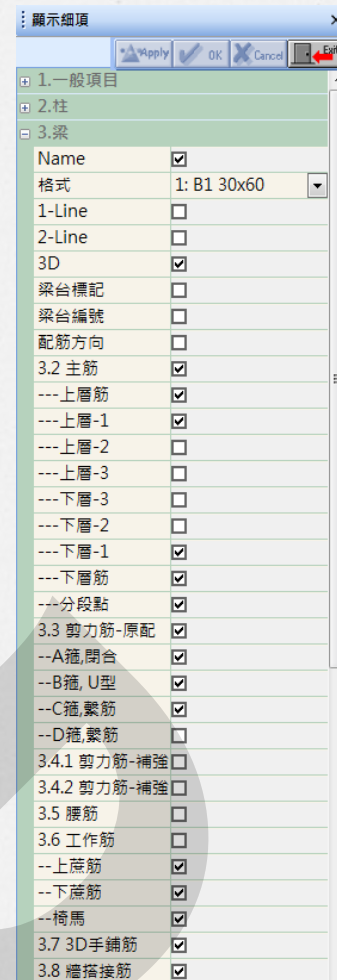 顯示細項
Apply OK Cancel Exit
1.一般項目
2.柱
3.梁
Name
格式 1: B1 30x60
1-Line
2-Line
3D
梁台標記
梁台編號
配筋方向
3.2 主筋
---上層筋
---上層-1
---上層-2
---上層-3
---下層-3
---下層-2
---下層-1
---下層筋
---分段點
3.3 剪力筋-原配
--A箍,閉合
--B箍, U型
--C箍,繫筋
--D箍,繫筋
3.4.1 剪力筋-補強
3.4.2 剪力筋-補強
3.5 腰筋
3.6 工作筋
--上蔗筋
--下蔗筋
--椅馬
3.7 3D手鋪筋
3.8 牆搭接筋